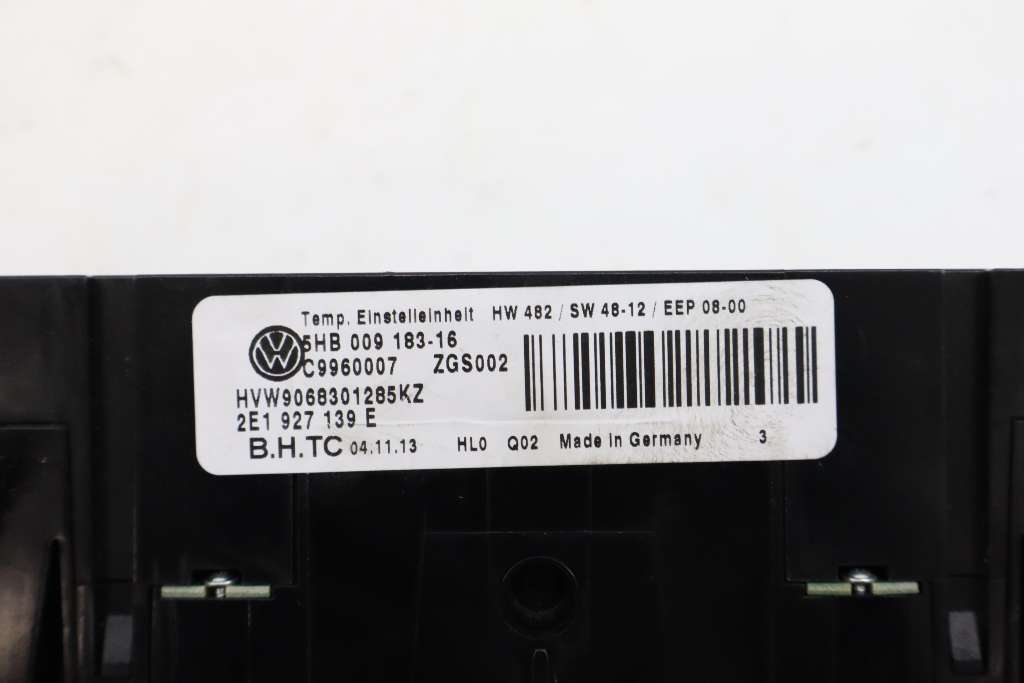 Temp. Einstelleinheit HW 482 / SW 48-12 / EEP 08-00
5HB 009 183-16
C9960007 ZGS002
HVW9068301285KZ
2E1 927 139 E
B.H.TC 04.11.13 HL0 Q02 Made in Germany 3